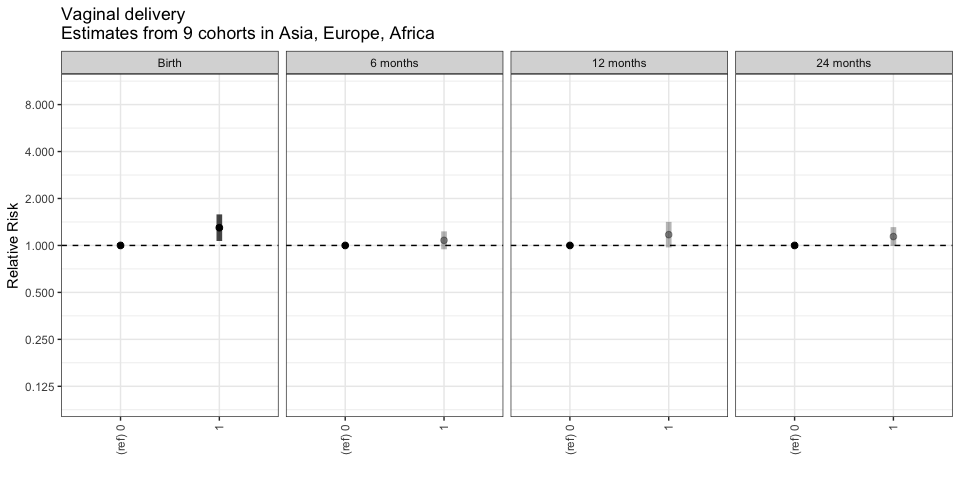 Vaginal delivery
Estimates from 9 cohorts in Asia, Europe, Africa
Birth
6 months
12 months
24 months
Relative Risk
8.000
4.000
2.000
1.000
0.500
0.250
0.125
(ref) 0
1
(ref) 0
1
(ref) 0
1
(ref) 0
1